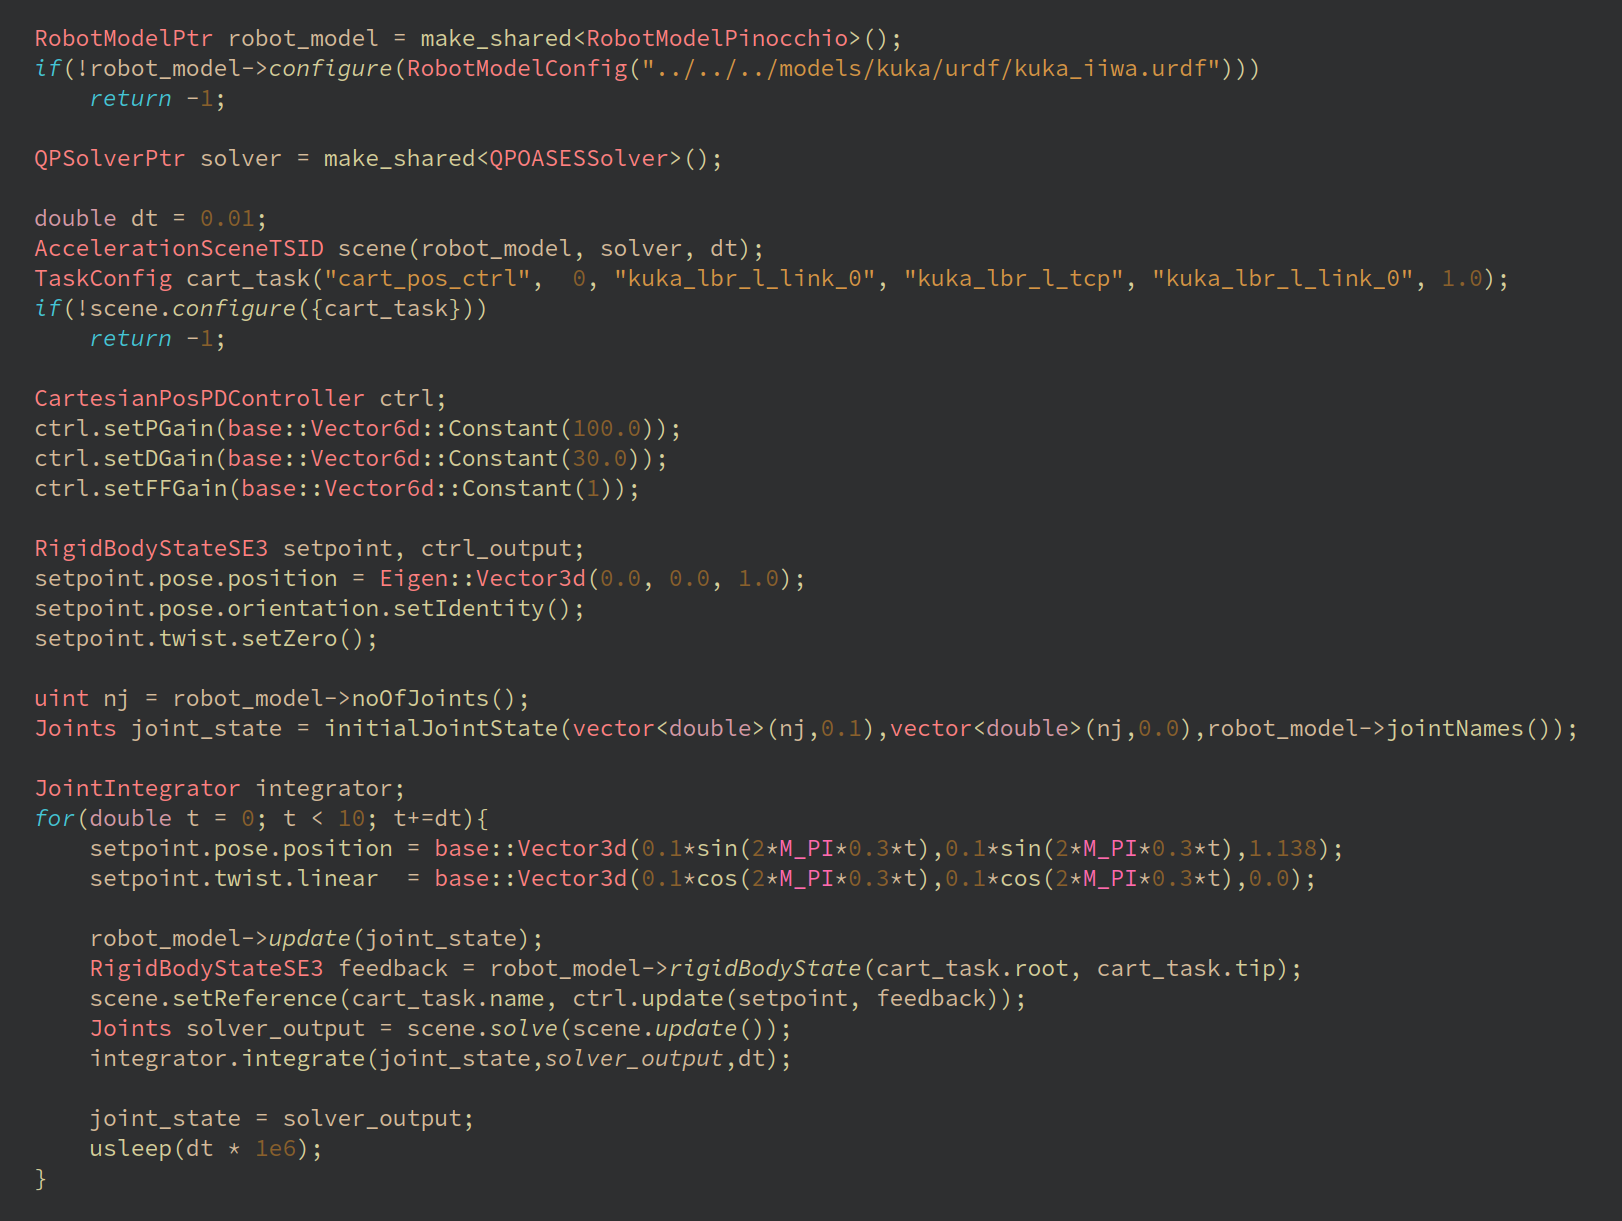 RobotModelPtr robot_model = make_shared<RobotModelPinocchio>();
if(!robot_model->configure(RobotModelConfig("../../../models/kuka/urdf/kuka_iiwa.urdf")))
    return -1;

QPSolverPtr solver = make_shared<QPOASESSolver>();

double dt = 0.01;
AccelerationSceneTSID scene(robot_model, solver, dt);
TaskConfig cart_task("cart_pos_ctrl",  0, "kuka_lbr_l_link_0", "kuka_lbr_l_tcp", "kuka_lbr_l_link_0", 1.0);
if(!scene.configure({cart_task}))
    return -1;

CartesianPosPDController ctrl;
ctrl.setPGain(base::Vector6d::Constant(100.0));
ctrl.setDGain(base::Vector6d::Constant(30.0));
ctrl.setFFGain(base::Vector6d::Constant(1));

RigidBodyStateSE3 setpoint, ctrl_output;
setpoint.pose.position = Eigen::Vector3d(0.0, 0.0, 1.0);
setpoint.pose.orientation.setIdentity();
setpoint.twist.setZero();

uint nj = robot_model->noOfJoints();
Joints joint_state = initialJointState(vector<double>(nj,0.1),vector<double>(nj,0.0),robot_model->jointNames());

JointIntegrator integrator;
for(double t = 0; t < 10; t+=dt){
    setpoint.pose.position = base::Vector3d(0.1*sin(2*M_PI*0.3*t),0.1*sin(2*M_PI*0.3*t),1.138);
    setpoint.twist.linear  = base::Vector3d(0.1*cos(2*M_PI*0.3*t),0.1*cos(2*M_PI*0.3*t),0.0);

    robot_model->update(joint_state);
    RigidBodyStateSE3 feedback = robot_model->rigidBodyState(cart_task.root, cart_task.tip);
    scene.setReference(cart_task.name, ctrl.update(setpoint, feedback));
    Joints solver_output = scene.solve(scene.update());
    integrator.integrate(joint_state,solver_output,dt);

    joint_state = solver_output;
    usleep(dt * 1e6);
}